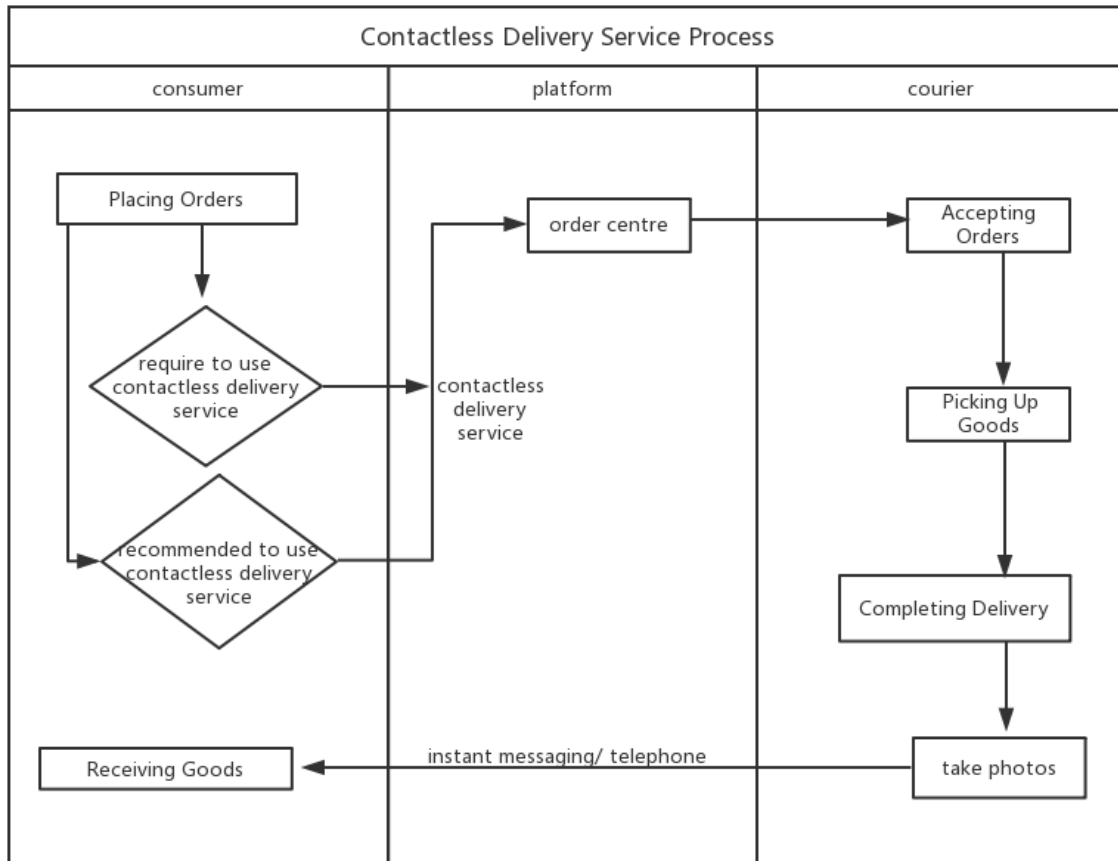 Contactless Delivery Service Process
consumer
platform
courier
Placing Orders
order centre
Accepting
Orders
require to use
contactless delivery
service
contactless
delivery
service
Picking Up
Goods
recommended to use
contactless delivery
service
Completing Delivery
Receiving Goods
instant messaging/ telephone
take photos